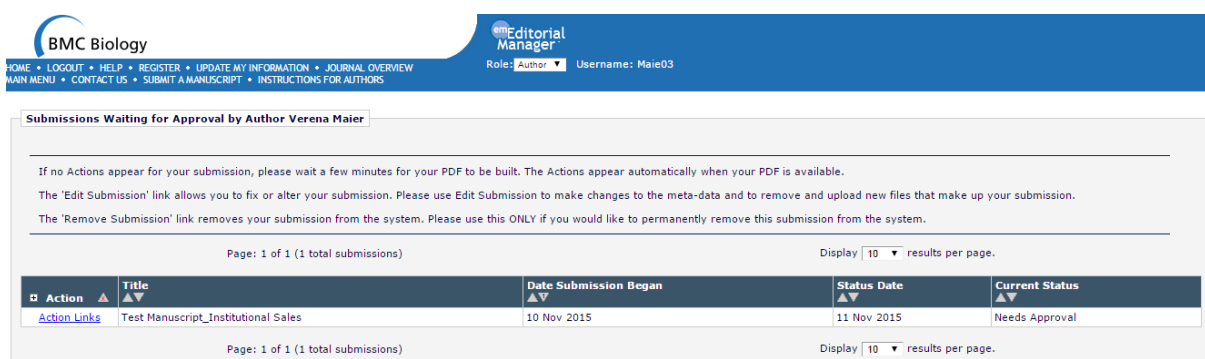 BMC Biology
em Editorial
Manager
HOME • LOGOUT • HELP • REGISTER • UPDATE MY INFORMATION • JOURNAL OVERVIEW
MAIN MENU • CONTACT US • SUBMIT A MANUSCRIPT • INSTRUCTIONS FOR AUTHORS
Role: Author ▼ Username: Maie03
Submissions Waiting for Approval by Author Verena Maier
If no Actions appear for your submission, please wait a few minutes for your PDF to be built. The Actions appear automatically when your PDF is available.
The 'Edit Submission' link allows you to fix or alter your submission. Please use Edit Submission to make changes to the meta-data and to remove and upload new files that make up your submission.
The 'Remove Submission' link removes your submission from the system. Please use this ONLY if you would like to permanently remove this submission from the system.
Page: 1 of 1 (1 total submissions) Display 10 ▼ results per page.
Action Title Date Submission Began Status Date Current Status
Action Links Test Manuscript_Institutional Sales 10 Nov 2015 11 Nov 2015 Needs Approval
Page: 1 of 1 (1 total submissions) Display 10 ▼ results per page.